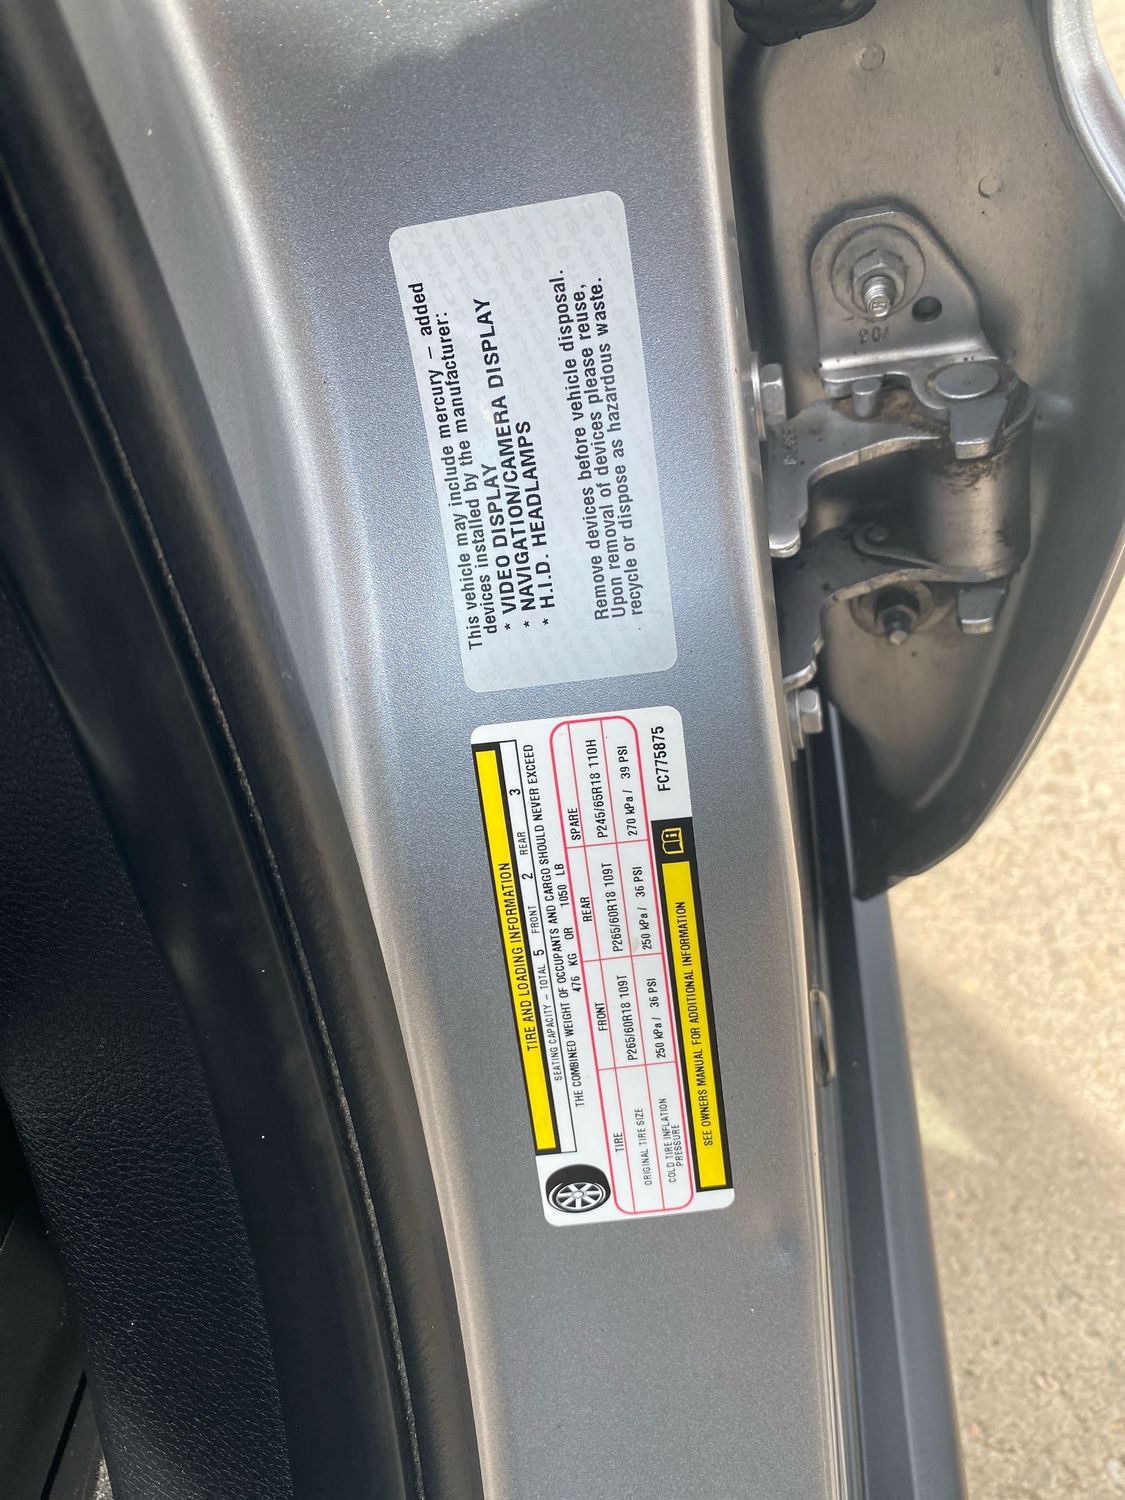 This vehicle may include mercury – added
devices installed by the manufacturer:
* VIDEO DISPLAY
* NAVIGATION/CAMERA DISPLAY
* H.I.D. HEADLAMPS
Remove devices before vehicle disposal.
Upon removal of devices please reuse,
recycle or dispose as hazardous waste.
TIRE AND LOADING INFORMATION
SEATING CAPACITY – TOTAL 5 FRONT 2 REAR 3
THE COMBINED WEIGHT OF OCCUPANTS AND CARGO SHOULD NEVER EXCEED
476 KG OR 1050 LB
TIRE FRONT REAR SPARE
ORIGINAL TIRE SIZE P265/60R18 109T P265/60R18 109T P245/65R18 110H
COLD TIRE INFLATION
PRESSURE 250 kPa / 36 PSI 250 kPa / 36 PSI 270 kPa / 39 PSI
SEE OWNERS MANUAL FOR ADDITIONAL INFORMATION
FC775875